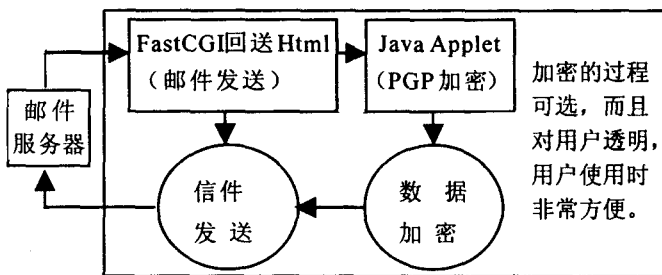 FastCGI回送Html
（邮件发送）
Java Applet
（PGP加密）
邮件
服务器
信件
发送
数据
加密
加密的过程
可选，而且
对用户透明，
用户使用时
非常方便。